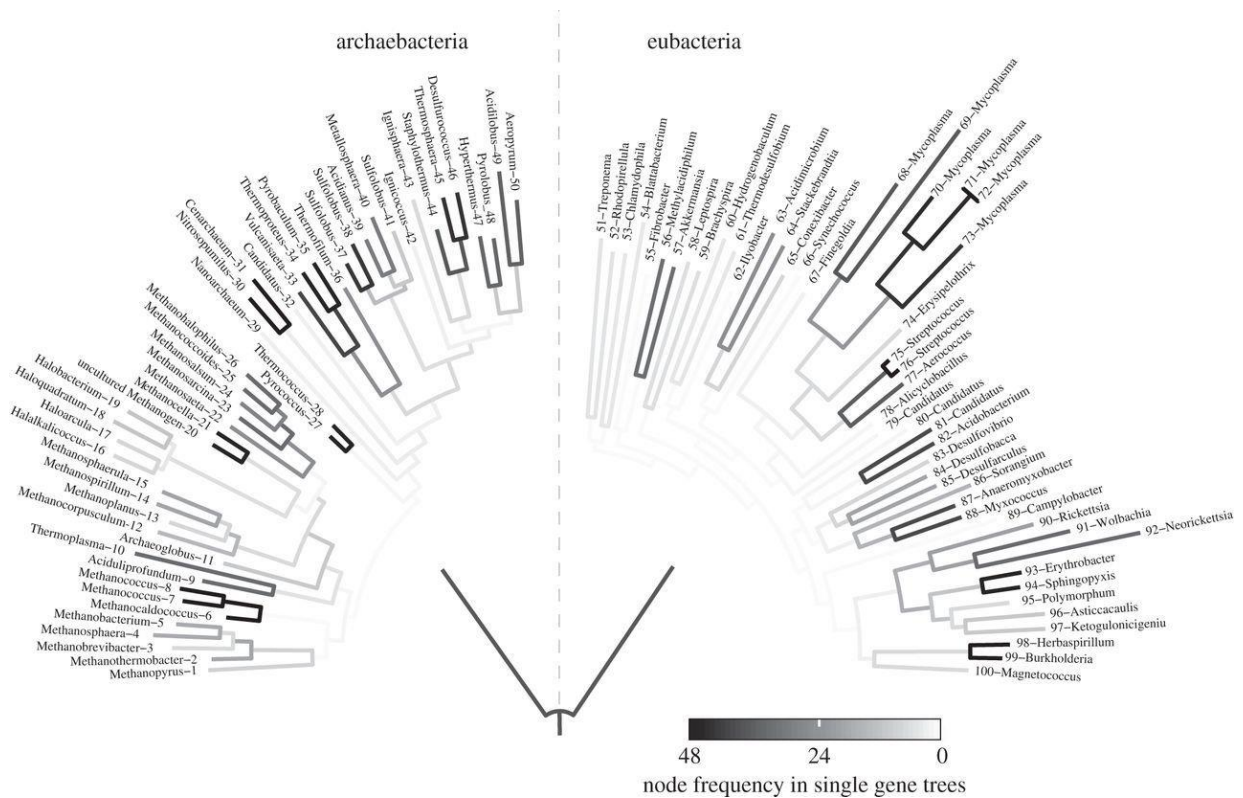 archaebacteria
eubacteria
Methanopyrus–1
Methanothermobacter–2
Methanobrevibacter–3
Methanosphaera–4
Methanobacterium–5
Methanocaldococcus–6
Methanococcus–7
Methanococcus–8
Aciduliprofundum–9
Thermoplasma–10
Archaeoglobus–11
Methanocorpusculum–12
Methanoplanus–13
Methanospirillum–14
Methanosphaerula–15
Halalkalicoccus–16
Haloarcula–17
Haloquadratum–18
Halobacterium–19
uncultured Methanogen–20
Methanocella–21
Methanosaeta–22
Methanosarcina–23
Methanosalsum–24
Methanococcoides–25
Methanohalophilus–26
Pyrococcus–27
Thermococcus–28
Nanoarchaeum–29
Nitrosopumilus–30
Cenarchaeum–31
Candidatus–32
Vulcanisaeta–33
Thermoproteus–34
Pyrobaculum–35
Thermofilum–36
Sulfolobus–37
Sulfolobus–38
Acidianus–39
Metallosphaera–40
Sulfolobus–41
Ignicoccus–42
Ignisphaera–43
Staphylothermus–44
Thermosphaera–45
Desulfurococcus–46
Hyperthermus–47
Pyrolobus_48
Acidilobus–49
Aeropyrum–50
51–Treponema
52–Rhodopirellula
53–Chlamydophila
54–Blattabacterium
55–Fibrobacter
56–Methylacidiphilum
57–Akkermansia
58–Leptospira
59–Brachyspira
60–Hydrogenobaculum
61–Thermodesulfobium
62–Ilyobacter
63–Acidimicrobium
64–Stackebrandtia
65–Conexibacter
66–Synechococcus
67–Finegoldia
68–Mycoplasma
69–Mycoplasma
70–Mycoplasma
71–Mycoplasma
72–Mycoplasma
73–Mycoplasma
74–Erysipelothrix
75–Streptococcus
76–Streptococcus
77–Aerococcus
78–Alicyclobacillus
79–Candidatus
80–Candidatus
81–Candidatus
82–Acidobacterium
83–Desulfovibrio
84–Desulfobacca
85–Desulfarculus
86–Sorangium
87–Anaeromyxobacter
88–Myxococcus
89–Campylobacter
90–Rickettsia
91–Wolbachia
92–Neorickettsia
93–Erythrobacter
94–Sphingopyxis
95–Polymorphum
96–Asticcacaulis
97–Ketogulonicigeniu
98–Herbaspirillum
99–Burkholderia
100–Magnetococcus
48 24 0
node frequency in single gene trees